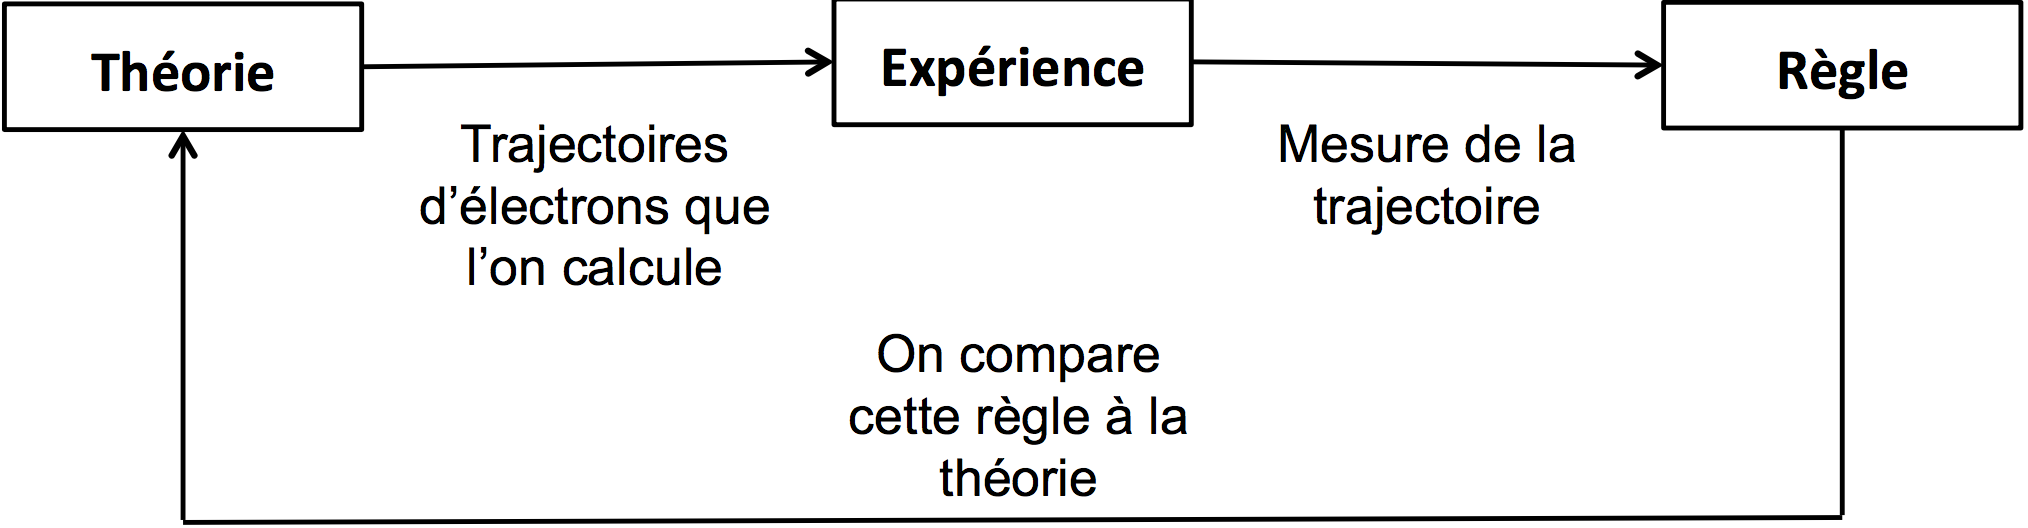 Théorie
Expérience
Règle
Trajectoires
d’électrons que
l’on calcule
Mesure de la
trajectoire
On compare
cette règle à la
théorie